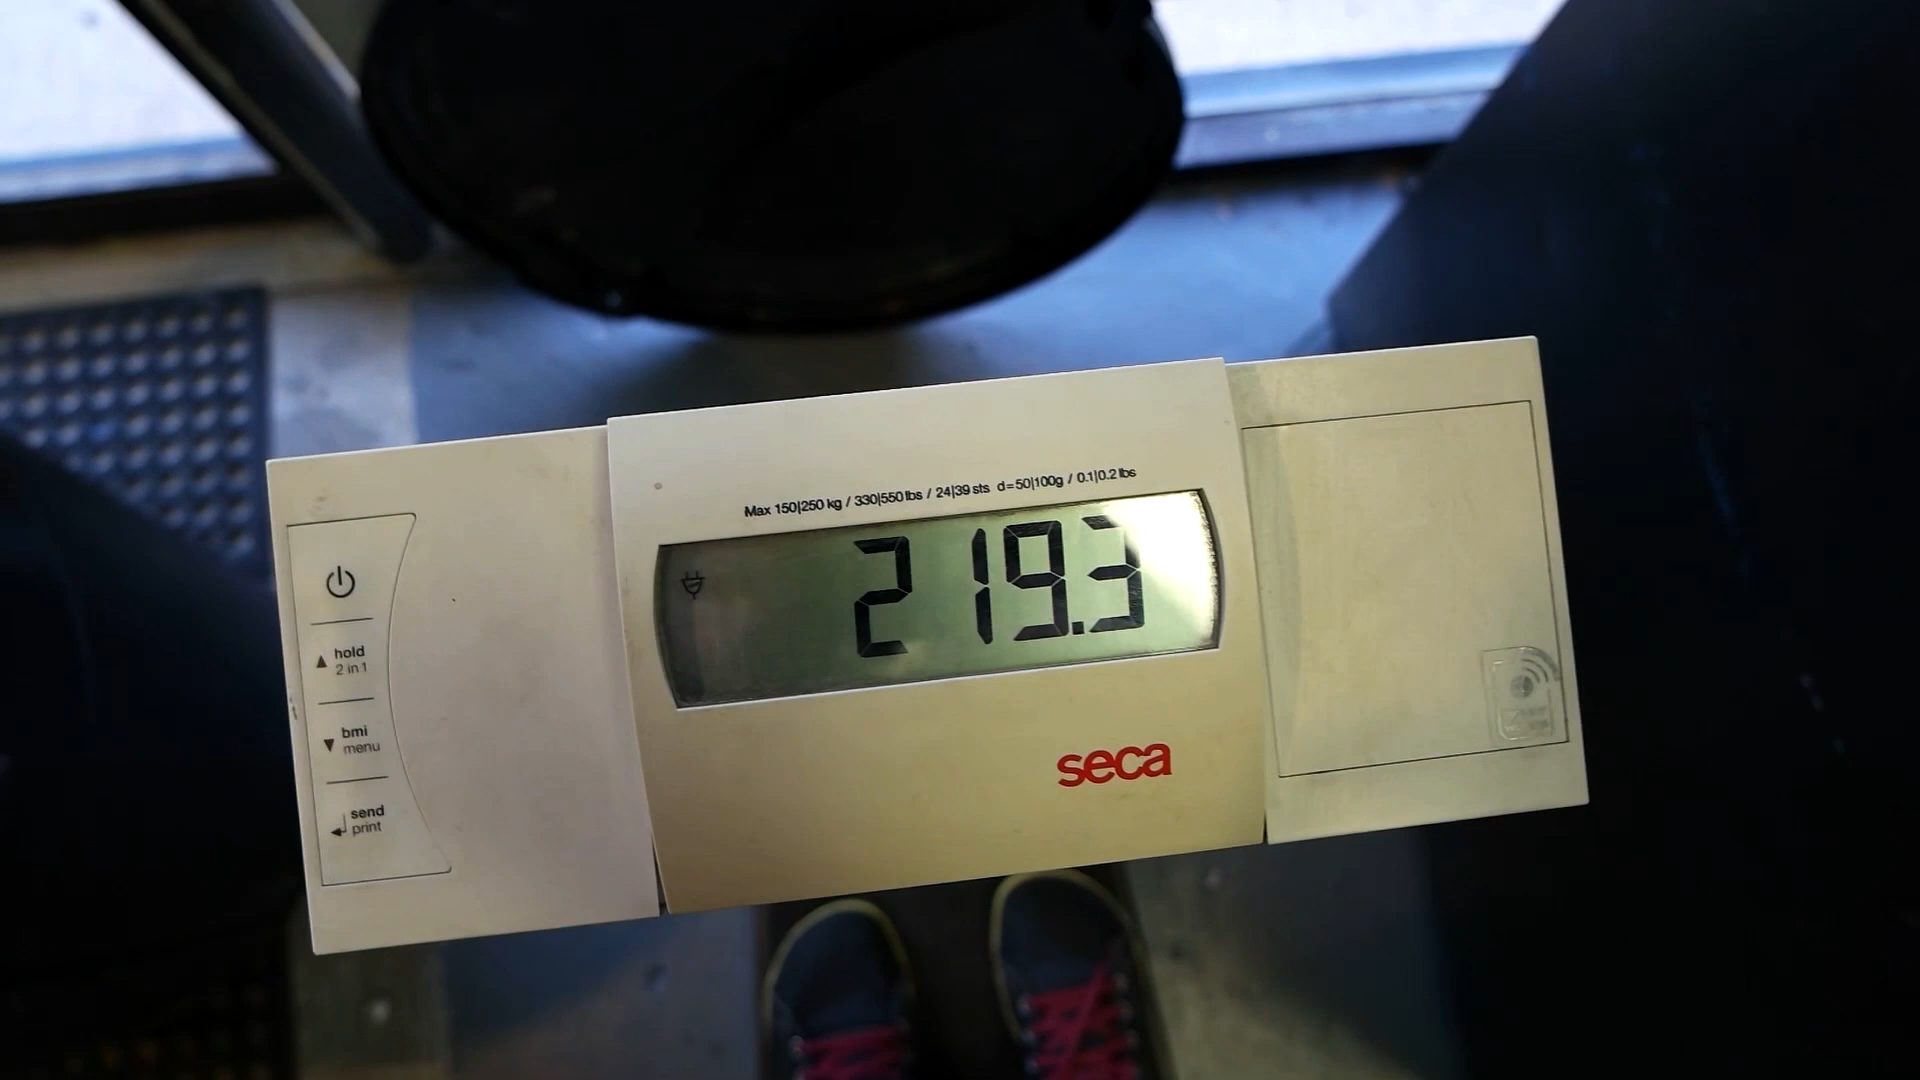 Max 150|250 kg / 330|550 lbs / 24|39 sts d=50|100g / 0.1|0.2 lbs
219.3
hold
2 in 1
bmi
menu
send
print
seca